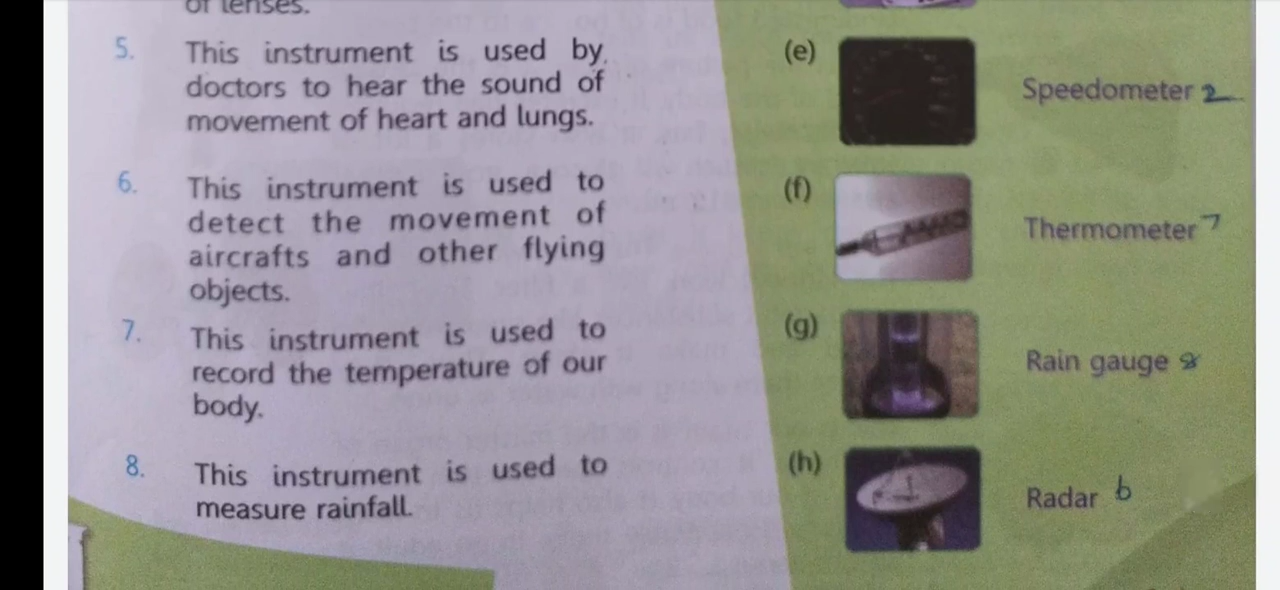 of lenses.
5. This instrument is used by
doctors to hear the sound of
movement of heart and lungs.
6. This instrument is used to
detect the movement of
aircrafts and other flying
objects.
7. This instrument is used to
record the temperature of our
body.
8. This instrument is used to
measure rainfall.
(e) Speedometer 2
(f) Thermometer 7
(g) Rain gauge 8
(h) Radar 6